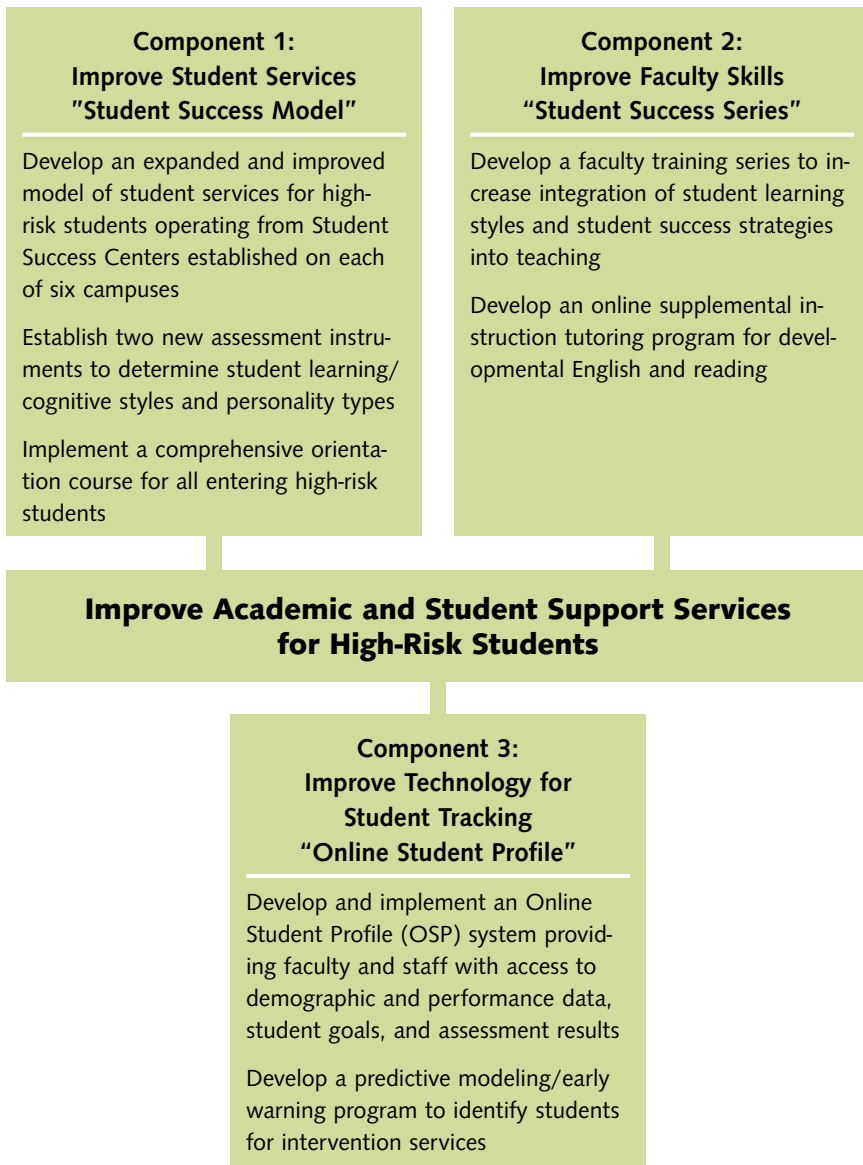 Component 1:
Improve Student Services
"Student Success Model”
Develop an expanded and improved
model of student services for high-
risk students operating from Student
Success Centers established on each
of six campuses
Establish two new assessment instru-
ments to determine student learning/
cognitive styles and personality types
Implement a comprehensive orienta-
tion course for all entering high-risk
students
Component 2:
Improve Faculty Skills
“Student Success Series”
Develop a faculty training series to in-
crease integration of student learning
styles and student success strategies
into teaching
Develop an online supplemental in-
struction tutoring program for devel-
opmental English and reading
Improve Academic and Student Support Services
for High-Risk Students
Component 3:
Improve Technology for
Student Tracking
“Online Student Profile”
Develop and implement an Online
Student Profile (OSP) system provid-
ing faculty and staff with access to
demographic and performance data,
student goals, and assessment results
Develop a predictive modeling/early
warning program to identify students
for intervention services